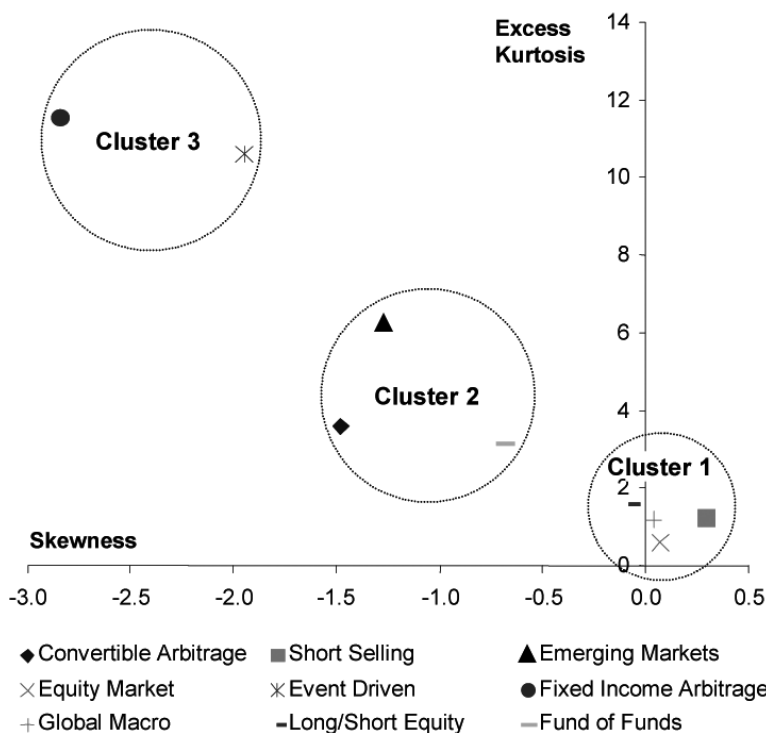 Excess
Kurtosis
14
12
Cluster 3
10
8
6
Cluster 2
4
Cluster 1
2
Skewness
0
-3.0 -2.5 -2.0 -1.5 -1.0 -0.5 0.0 0.5
Convertible Arbitrage Short Selling Emerging Markets
Equity Market Event Driven Fixed Income Arbitrage
Global Macro Long/Short Equity Fund of Funds